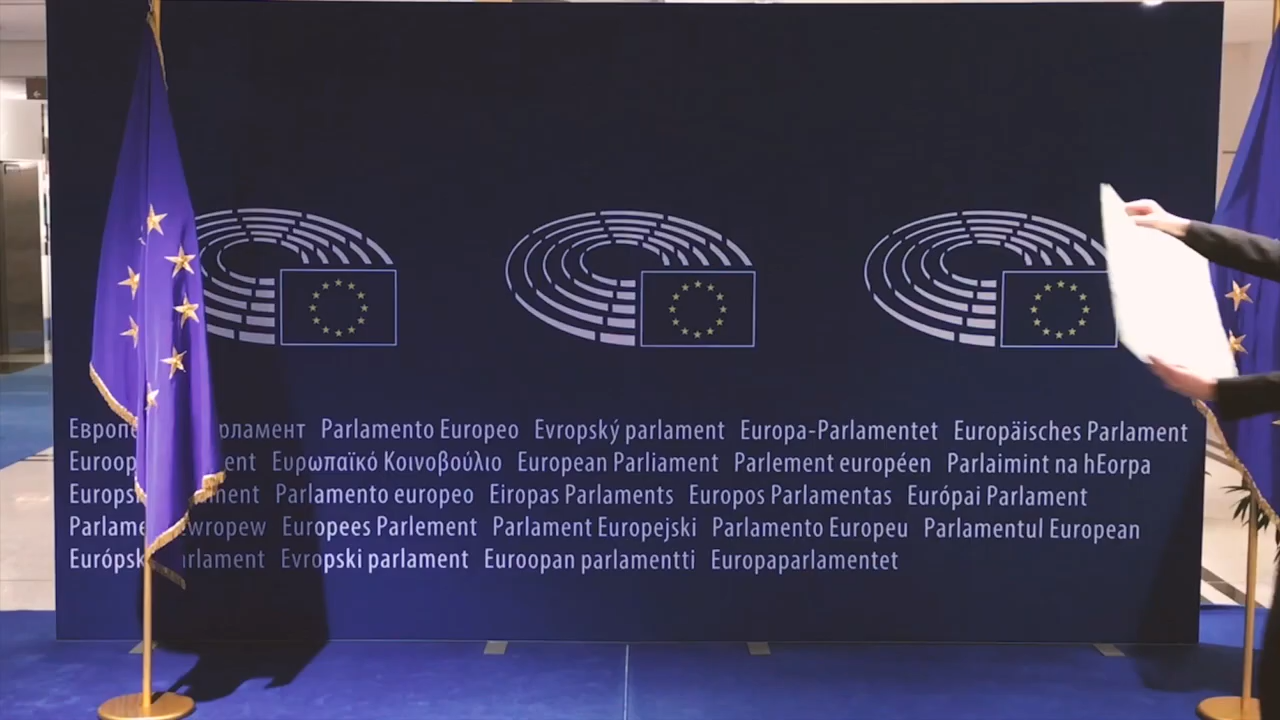 Parlamento Europeo Evropský parlament Europa-Parlamentet Europäisches Parlament
Ευρωπαϊκό Κοινοβούλιο European Parliament Parlement européen Parlaimint na hEorpa
Parlamento europeo Eiropas Parlaments Europos Parlamentas Európai Parlament
Europees Parlement Parlament Europejski Parlamento Europeu Parlamentul European
Evropski parlament Euroopan parlamentti Europaparlamentet